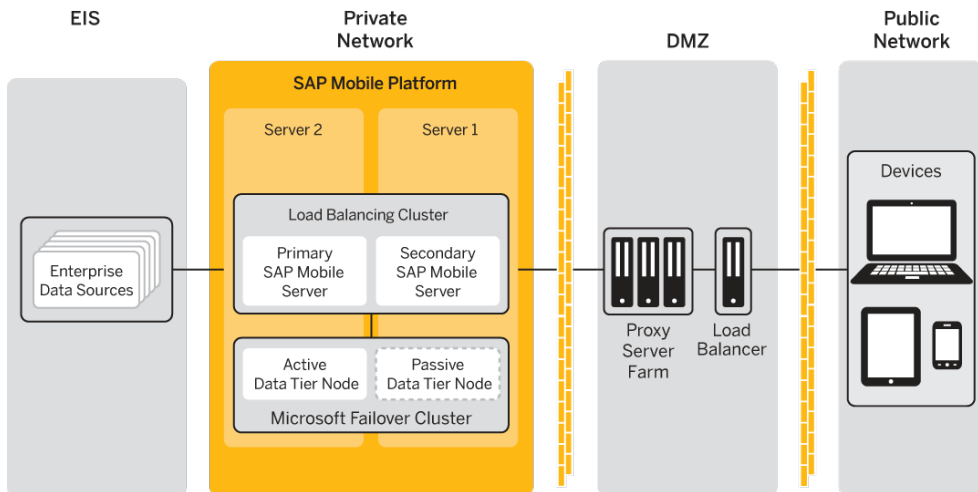 EIS
Private
Network
DMZ
Public
Network
SAP Mobile Platform
Server 2
Server 1
Load Balancing Cluster
Primary
SAP Mobile
Server
Secondary
SAP Mobile
Server
Enterprise
Data Sources
Active
Data Tier Node
Passive
Data Tier Node
Microsoft Failover Cluster
Proxy
Server
Farm
Load
Balancer
Devices